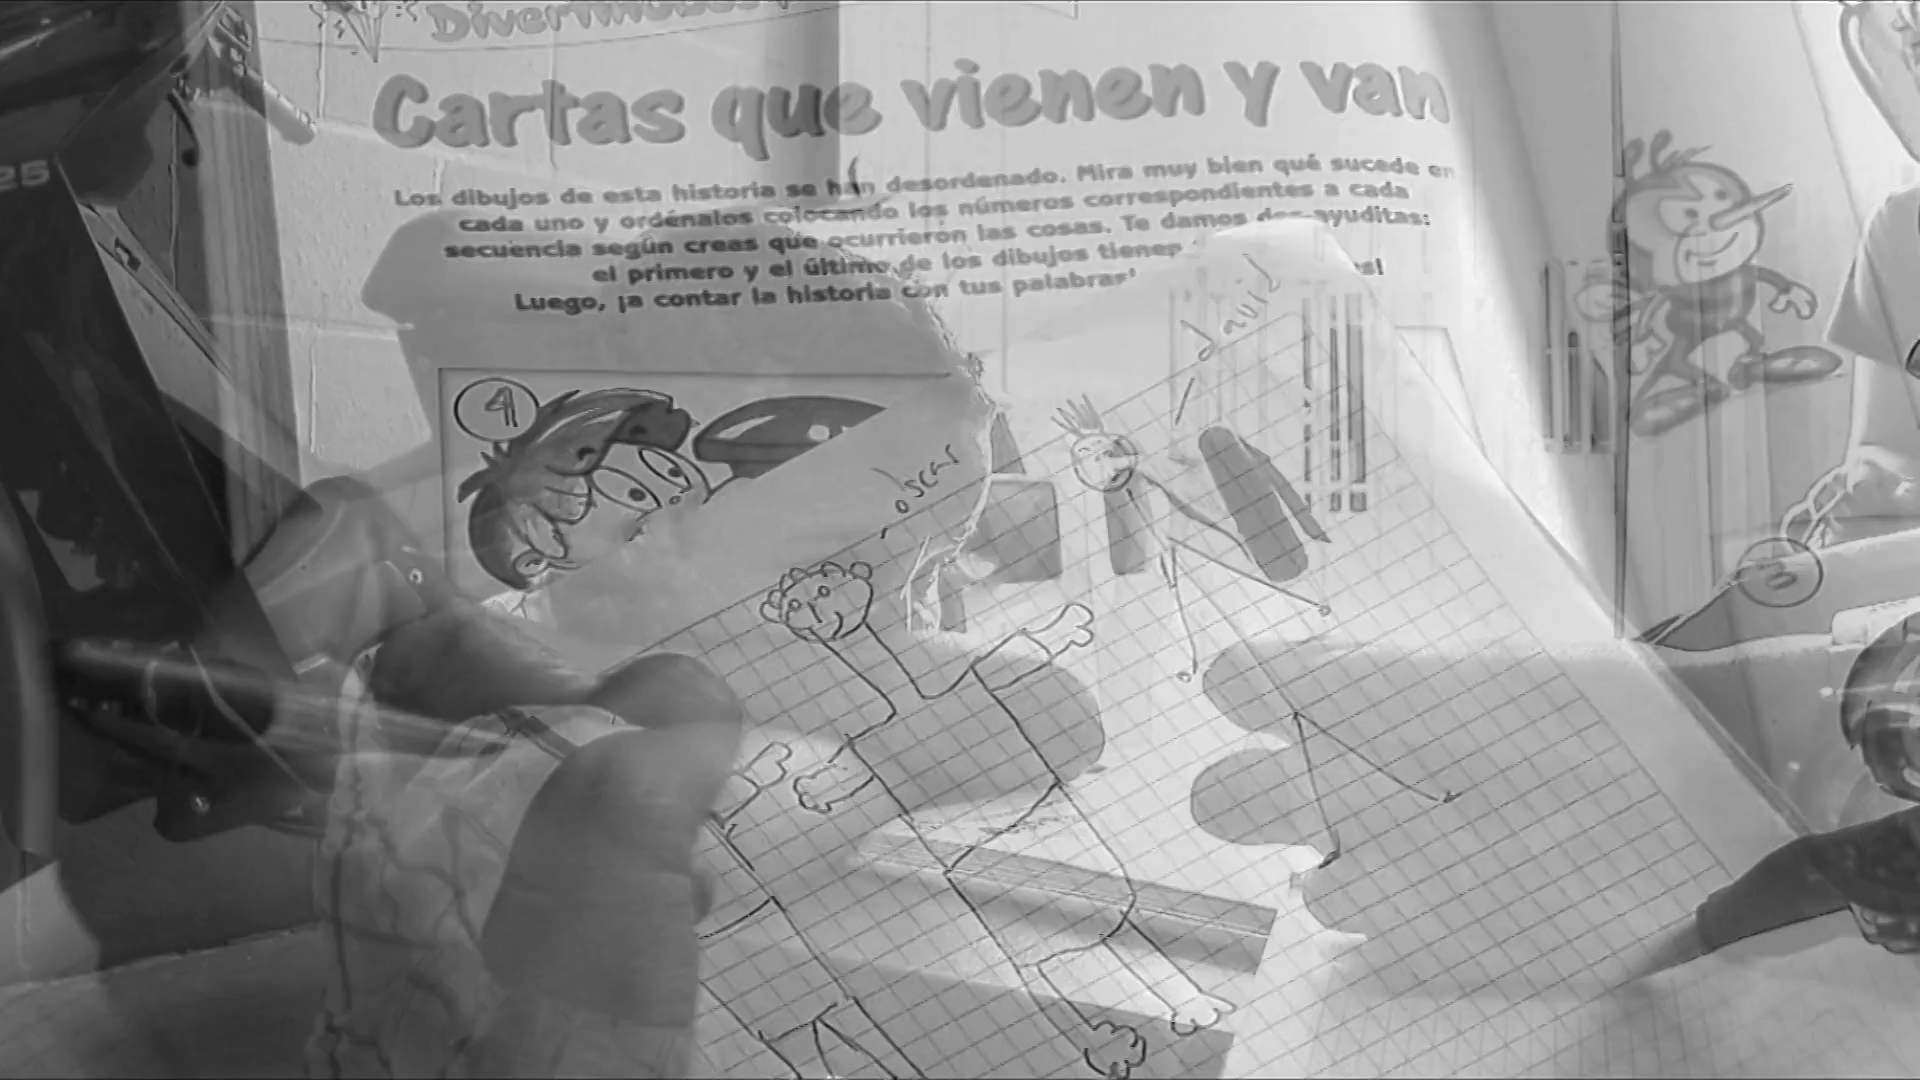 Cartas que vienen y van
Los dibujos de esta historia se han desordenado. Mira muy bien qué sucede en
cada uno y ordénalos colocando los números correspondientes a cada
secuencia según creas que ocurrieron las cosas. Te damos dos ayuditas:
el primero y el último de los dibujos tienen
Luego, ¡a contar la historia con tus palabras
- david
- oscar
4
25